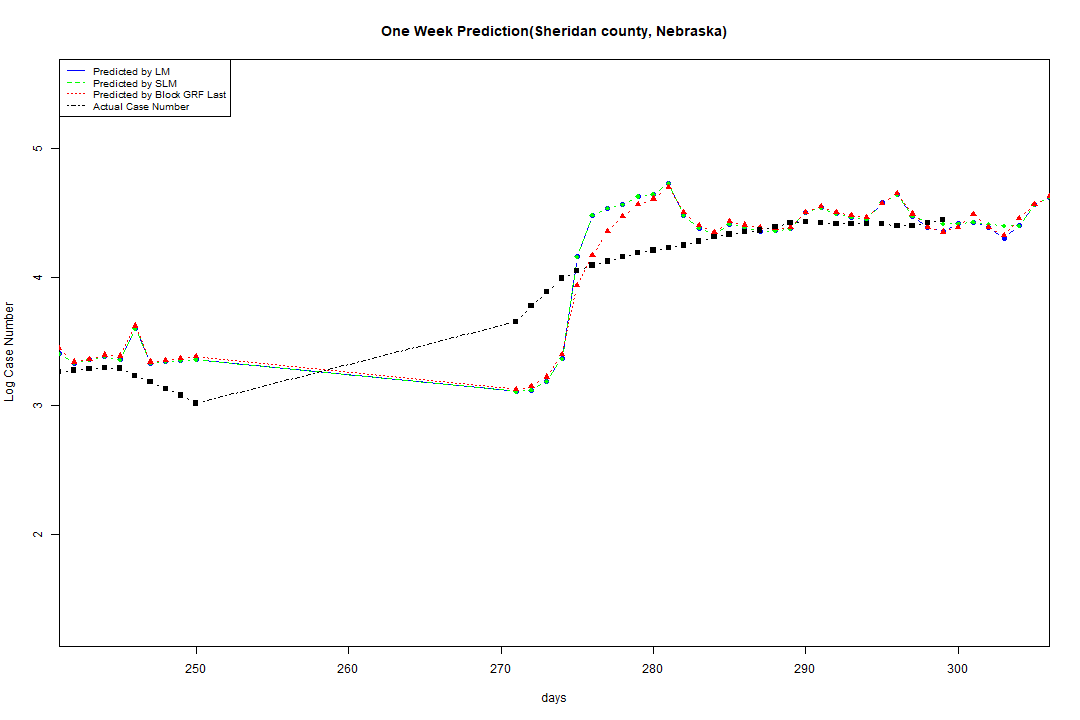 One Week Prediction(Sheridan county, Nebraska)
Predicted by LM
Predicted by SLM
Predicted by Block GRF Last
Actual Case Number
5
4
3
2
Log Case Number
250 260 270 280 290 300
days